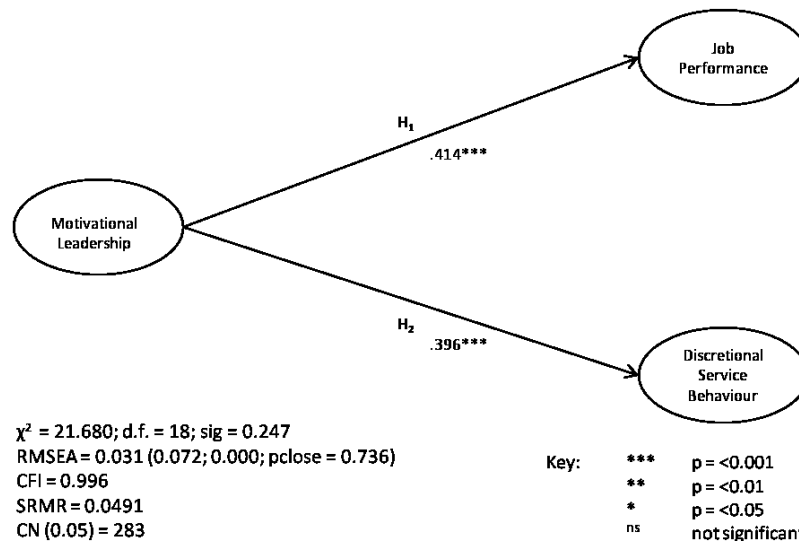 Job
Performance
H₁
.414***
Motivational
Leadership
H₂
.396***
Discretional
Service
Behaviour
χ² = 21.680; d.f. = 18; sig = 0.247
RMSEA = 0.031 (0.072; 0.000; pclose = 0.736)
CFI = 0.996
SRMR = 0.0491
CN (0.05) = 283
Key: *** p = <0.001
** p = <0.01
* p = <0.05
ns not significant